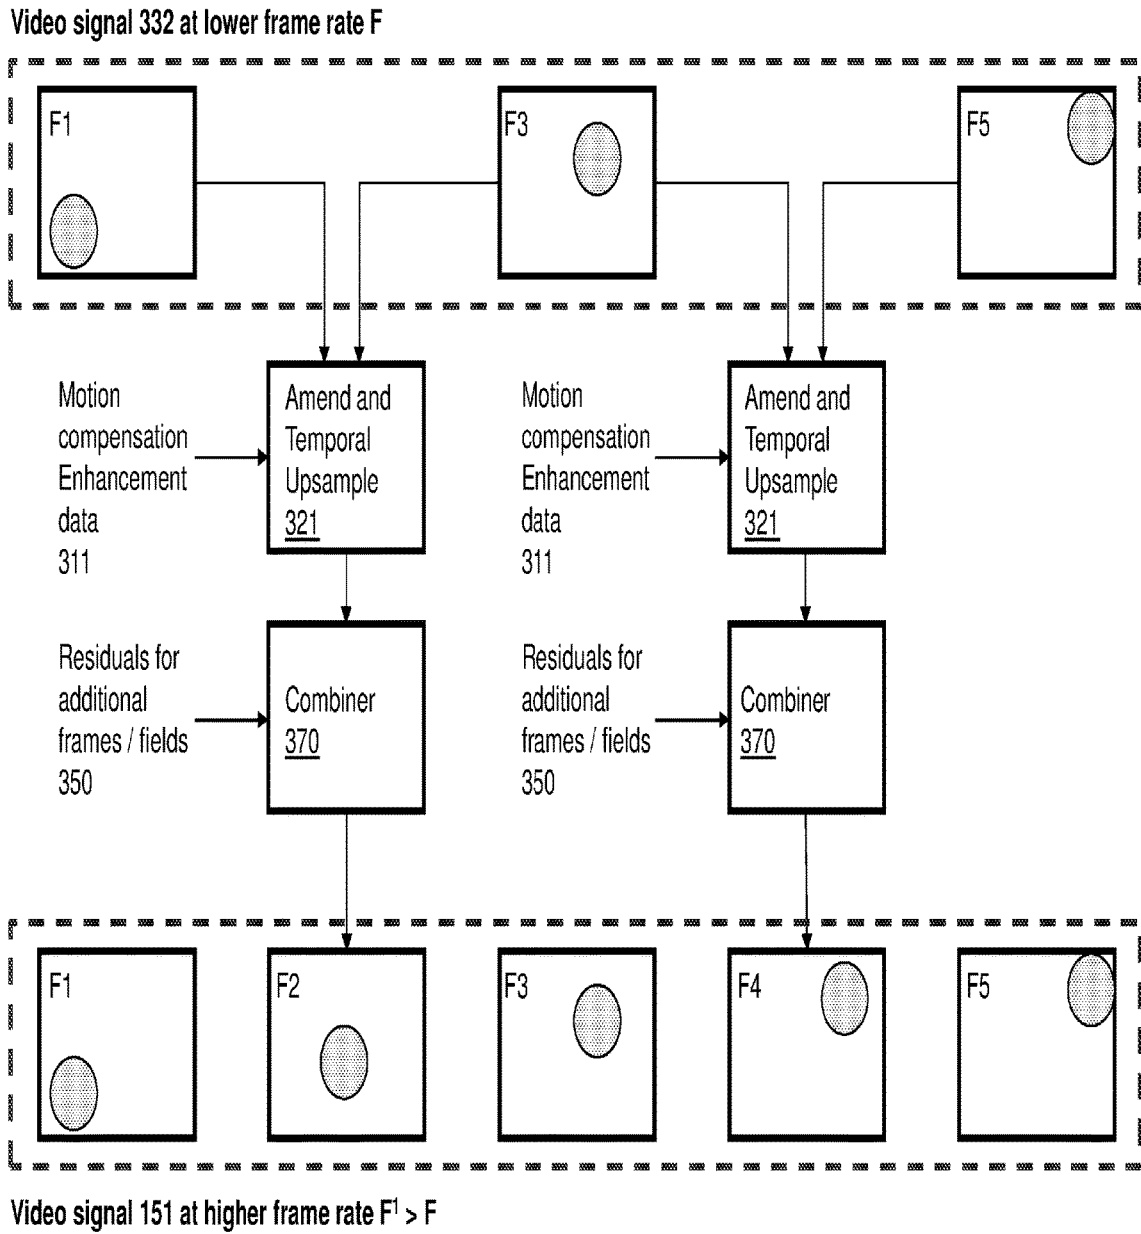 Video signal 332 at lower frame rate F
F1
F3
F5
Motion
compensation
Enhancement
data
311
Amend and
Temporal
Upsample
321
Motion
compensation
Enhancement
data
311
Amend and
Temporal
Upsample
321
Residuals for
additional
frames / fields
350
Combiner
370
Residuals for
additional
frames / fields
350
Combiner
370
F1
F2
F3
F4
F5
Video signal 151 at higher frame rate F¹ > F